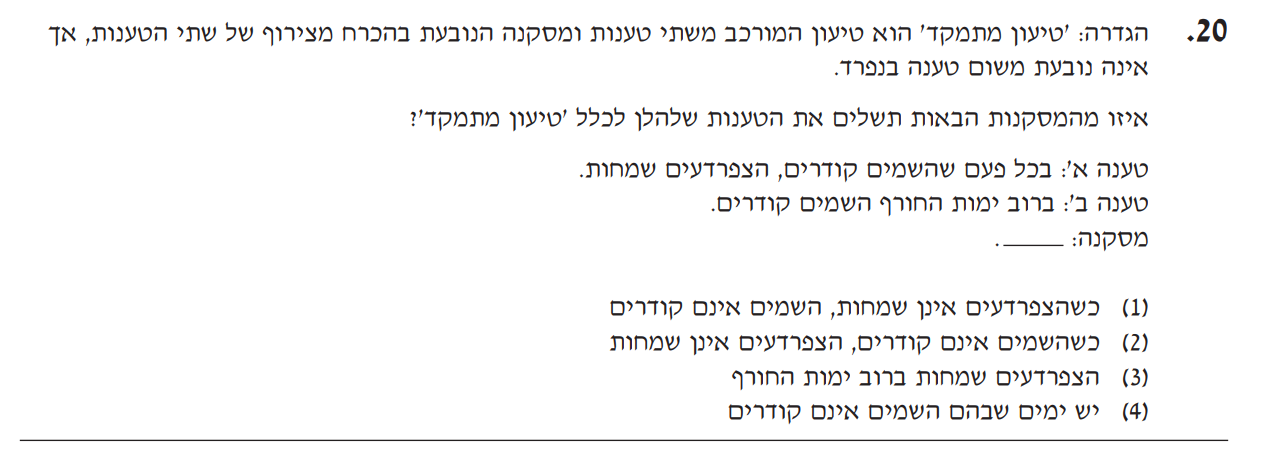 20. הגדרה: 'טיעון מתמקד' הוא טיעון המורכב משתי טענות ומסקנה הנובעת בהכרח מצירוף של שתי הטענות, אך
אינה נובעת משום טענה בנפרד.
איזו מהמסקנות הבאות תשלים את הטענות שלהלן לכלל 'טיעון מתמקד'?
טענה א': בכל פעם שהשמים קודרים, הצפרדעים שמחות.
טענה ב': ברוב ימות החורף השמים קודרים.
מסקנה: _____ .
(1) כשהצפרדעים אינן שמחות, השמים אינם קודרים
(2) כשהשמים אינם קודרים, הצפרדעים אינן שמחות
(3) הצפרדעים שמחות ברוב ימות החורף
(4) יש ימים שבהם השמים אינם קודרים